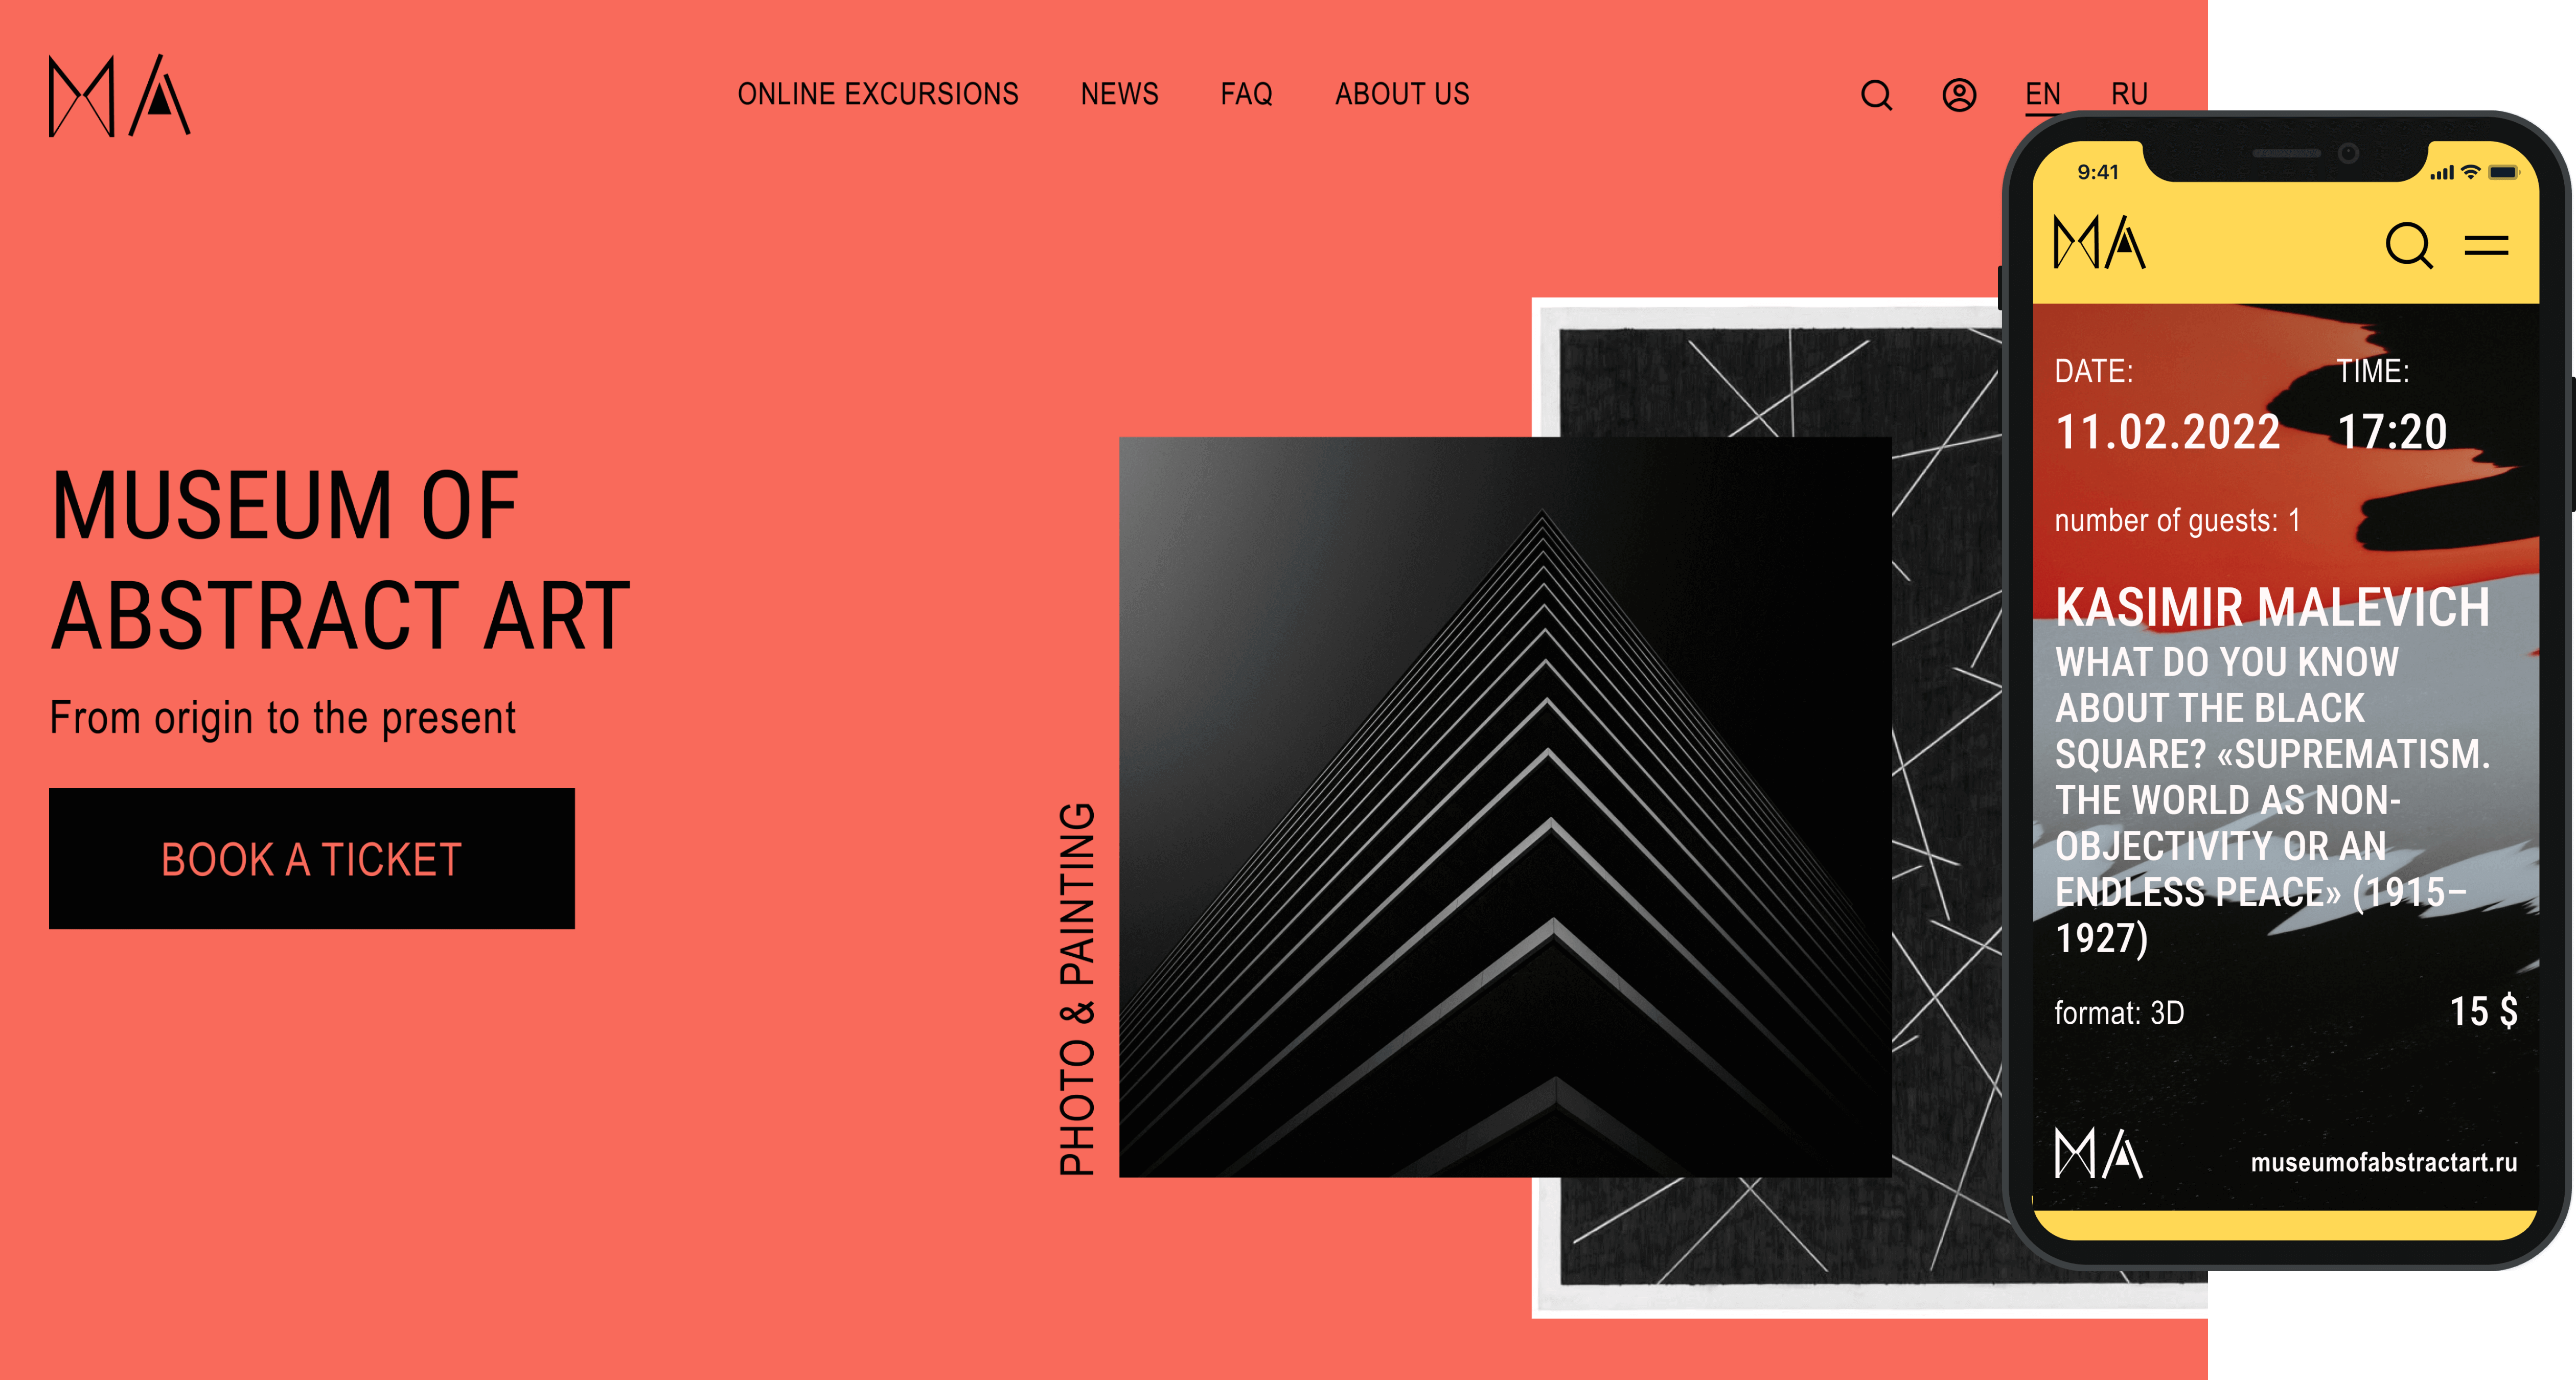 MA
ONLINE EXCURSIONS
NEWS
FAQ
ABOUT US
EN
RU
MUSEUM OF
ABSTRACT ART
From origin to the present
BOOK A TICKET
PHOTO & PAINTING
9:41
MA
DATE:
TIME:
11.02.2022
17:20
number of guests: 1
KASIMIR MALEVICH
WHAT DO YOU KNOW
ABOUT THE BLACK
SQUARE? «SUPREMATISM.
THE WORLD AS NON-
OBJECTIVITY OR AN
ENDLESS PEACE» (1915–
1927)
format: 3D
15 $
MA
museumofabstractart.ru